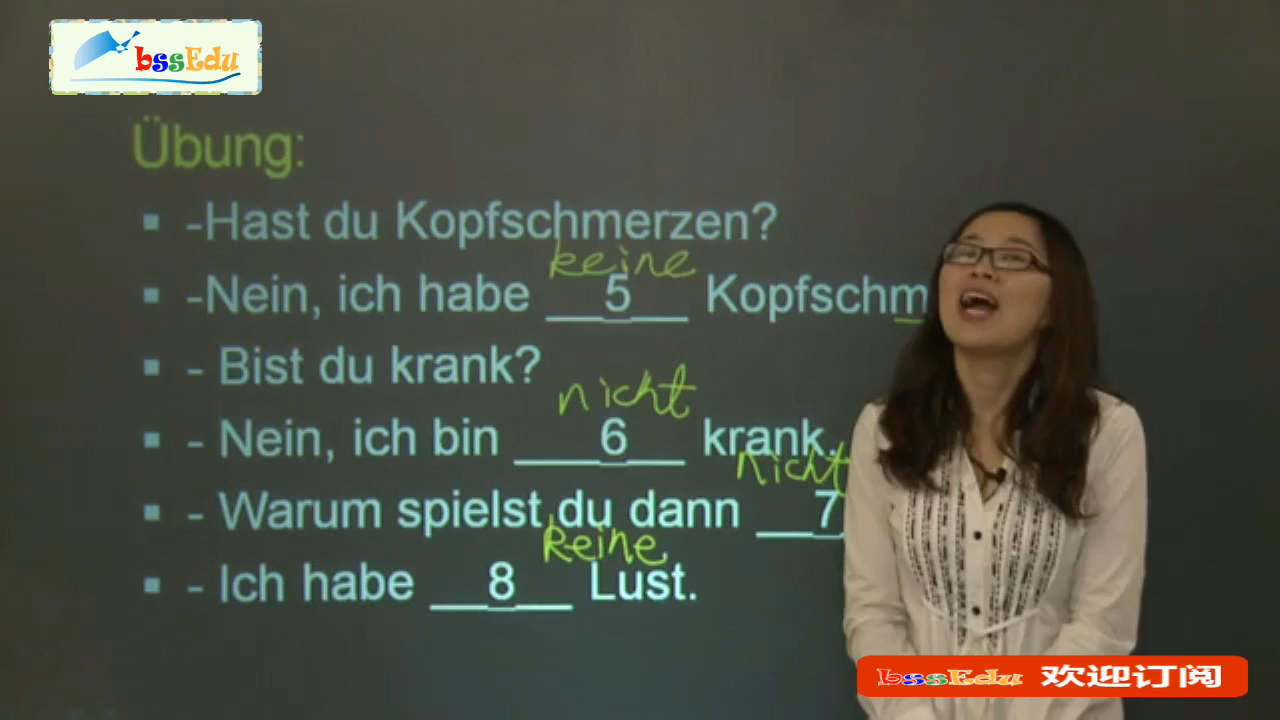 bssEdu
Übung:
-Hast du Kopfschmerzen?
keine
-Nein, ich habe __5__ Kopfschm
- Bist du krank?
nicht
- Nein, ich bin ___6___ krank.
nicht
- Warum spielst du dann __7
keine
- Ich habe __8__ Lust.
bssEdu 欢迎订阅